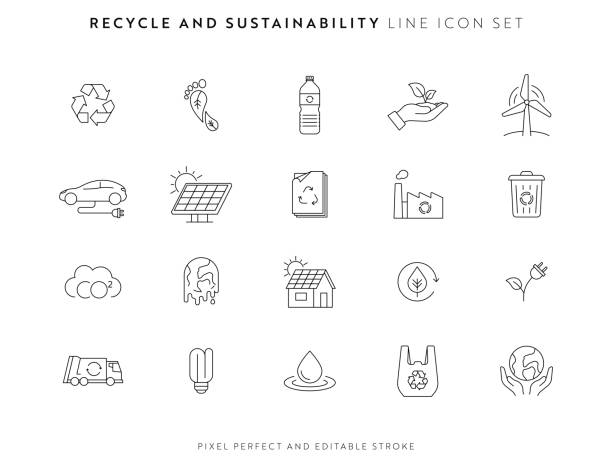 RECYCLE AND SUSTAINABILITY LINE ICON SET
CO2
PIXEL PERFECT AND EDITABLE STROKE